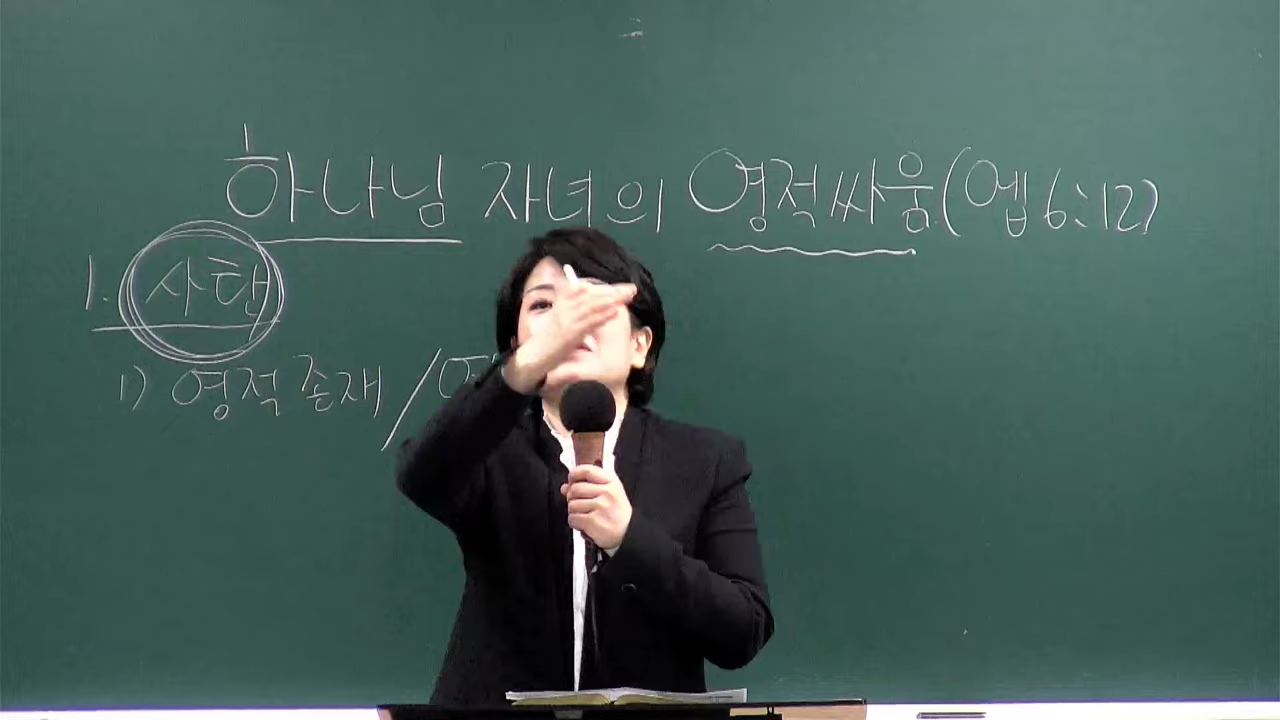 하나님 자녀의 영적싸움(엡 6:12)
1. 사탄
1) 영적 존재 /